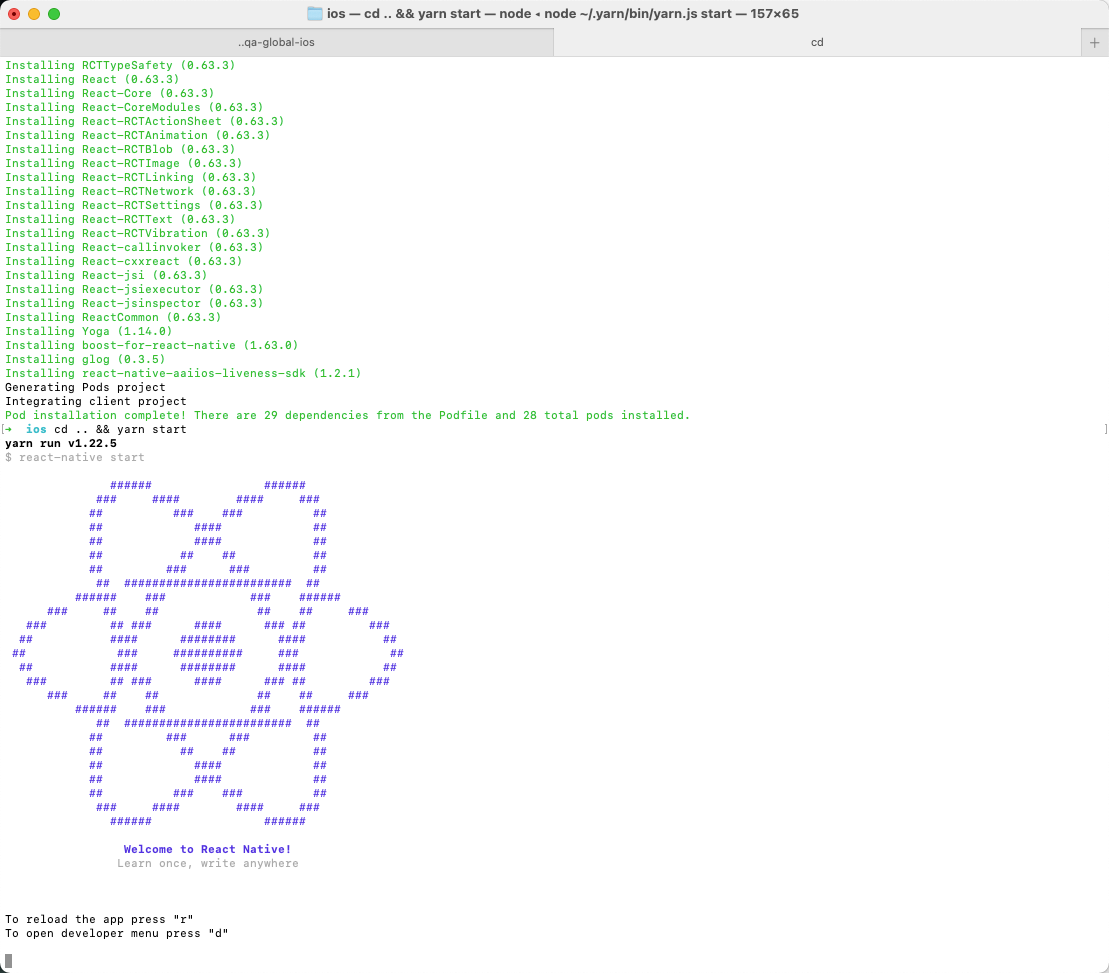 ios — cd .. && yarn start — node ◂ node ~/.yarn/bin/yarn.js start — 157×65
..qa-global-ios
cd
+
Installing RCTTypeSafety (0.63.3)
Installing React (0.63.3)
Installing React-Core (0.63.3)
Installing React-CoreModules (0.63.3)
Installing React-RCTActionSheet (0.63.3)
Installing React-RCTAnimation (0.63.3)
Installing React-RCTBlob (0.63.3)
Installing React-RCTImage (0.63.3)
Installing React-RCTLinking (0.63.3)
Installing React-RCTNetwork (0.63.3)
Installing React-RCTSettings (0.63.3)
Installing React-RCTText (0.63.3)
Installing React-RCTVibration (0.63.3)
Installing React-callinvoker (0.63.3)
Installing React-cxxreact (0.63.3)
Installing React-jsi (0.63.3)
Installing React-jsiexecutor (0.63.3)
Installing React-jsinspector (0.63.3)
Installing ReactCommon (0.63.3)
Installing Yoga (1.14.0)
Installing boost-for-react-native (1.63.0)
Installing glog (0.3.5)
Installing react-native-aaiios-liveness-sdk (1.2.1)
Generating Pods project
Integrating client project
Pod installation complete! There are 29 dependencies from the Podfile and 28 total pods installed.
[➜  ios cd .. && yarn start ]
yarn run v1.22.5
$ react-native start
               ######                ######
             ###     ####        ####     ###
            ##          ###    ###          ##
            ##             ####             ##
            ##             ####             ##
            ##           ##    ##           ##
            ##         ###      ###         ##
             ##  ########################  ##
          ######    ###            ###    ######
      ###     ##    ##              ##    ##     ###
   ###         ## ###      ####      ### ##         ###
  ##           ####      ########      ####           ##
 ##             ###     ##########     ###             ##
  ##           ####      ########      ####           ##
   ###         ## ###      ####      ### ##         ###
      ###     ##    ##              ##    ##     ###
          ######    ###            ###    ######
             ##  ########################  ##
            ##         ###      ###         ##
            ##           ##    ##           ##
            ##             ####             ##
            ##             ####             ##
            ##          ###    ###          ##
             ###     ####        ####     ###
               ######                ######
Welcome to React Native!
Learn once, write anywhere
To reload the app press "r"
To open developer menu press "d"